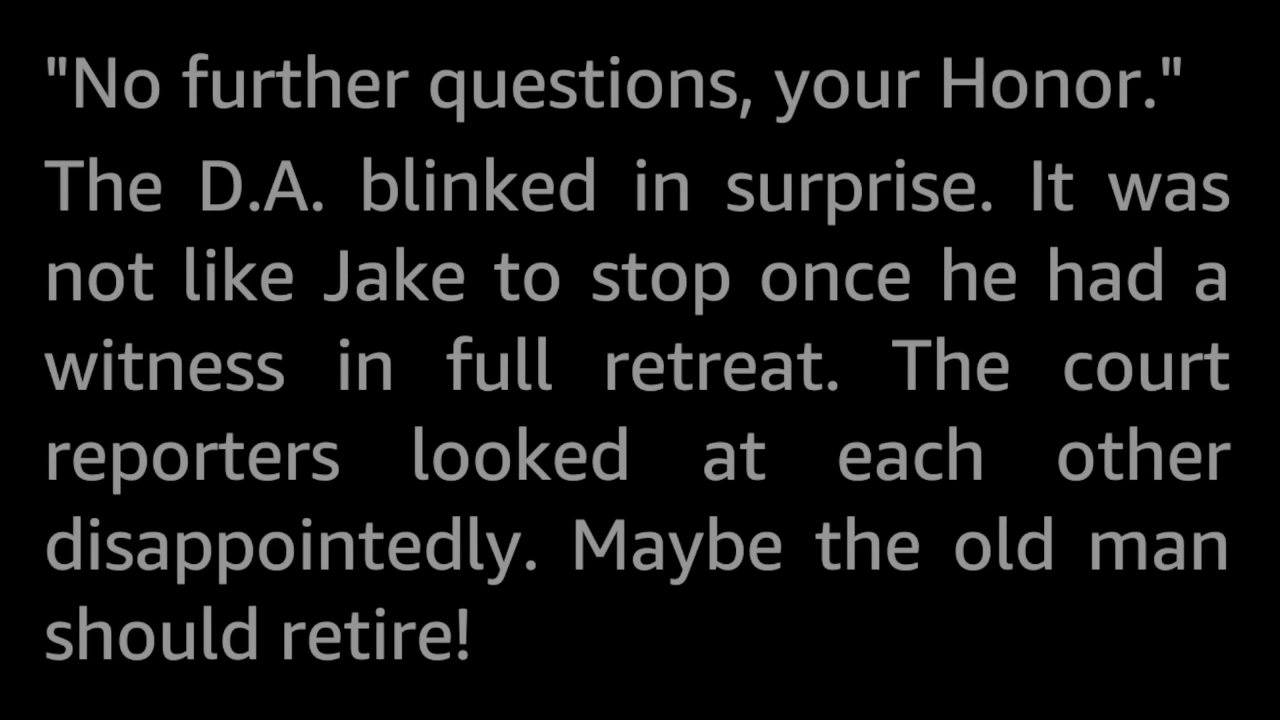 "No further questions, your Honor."
The D.A. blinked in surprise. It was
not like Jake to stop once he had a
witness in full retreat. The court
reporters looked at each other
disappointedly. Maybe the old man
should retire!